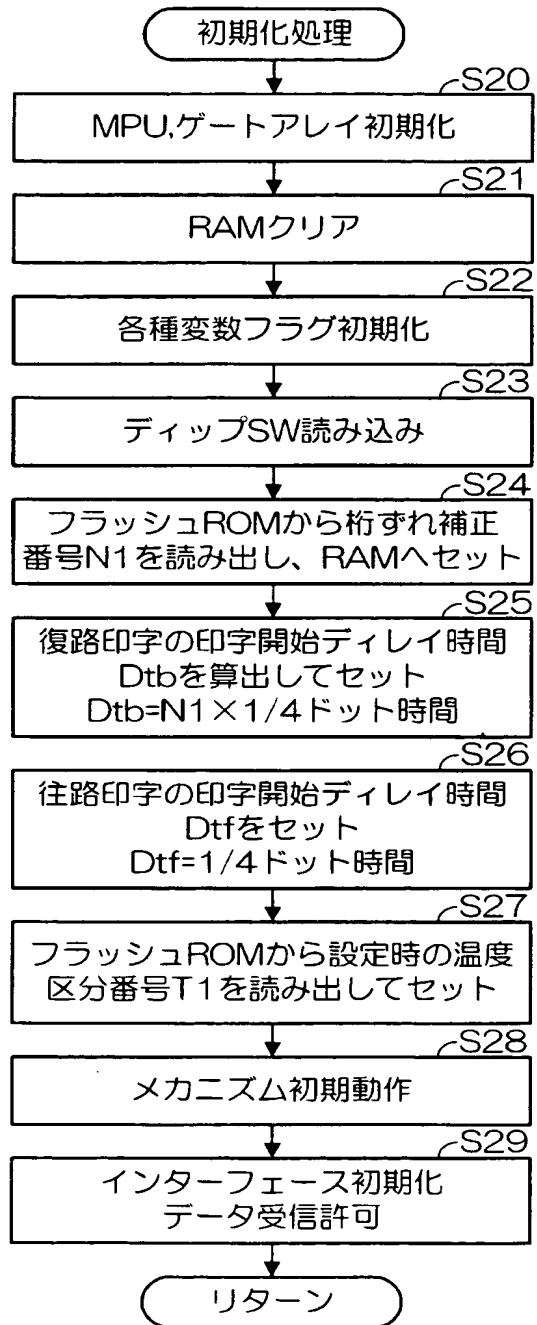 初期化処理
S20
MPU,ゲートアレイ初期化
S21
RAMクリア
S22
各種変数フラグ初期化
S23
ディップSW読み込み
S24
フラッシュROMから桁ずれ補正
番号N1を読み出し、RAMへセット
S25
復路印字の印字開始ディレイ時間
Dtbを算出してセット
Dtb=N1×1/4ドット時間
S26
往路印字の印字開始ディレイ時間
Dtfをセット
Dtf=1/4ドット時間
S27
フラッシュROMから設定時の温度
区分番号T1を読み出してセット
S28
メカニズム初期動作
S29
インターフェース初期化
データ受信許可
リターン